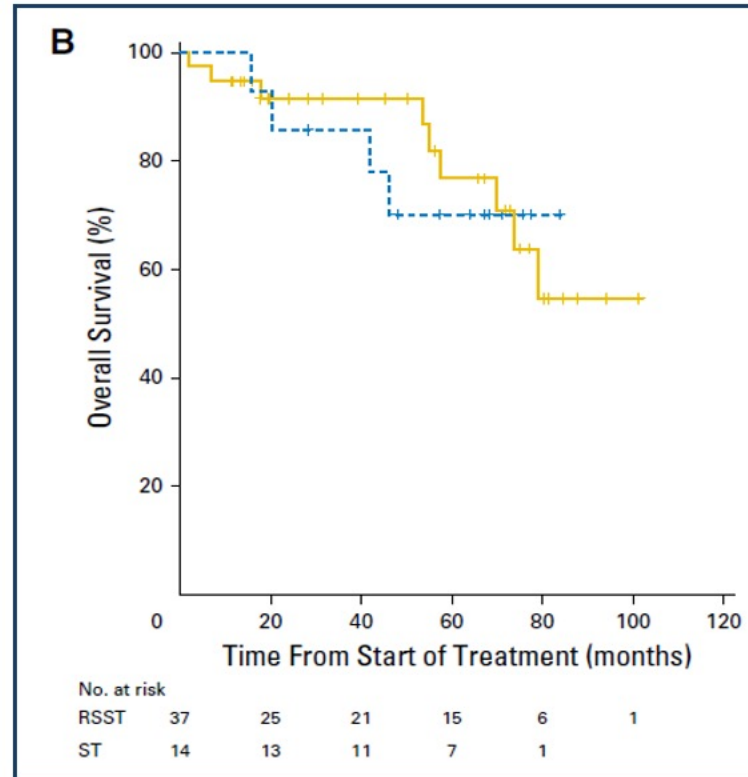 B
100
80
60
40
20
0 20 40 60 80 100 120
Overall Survival (%)
Time From Start of Treatment (months)
No. at risk
RSST 37 25 21 15 6 1
ST 14 13 11 7 1